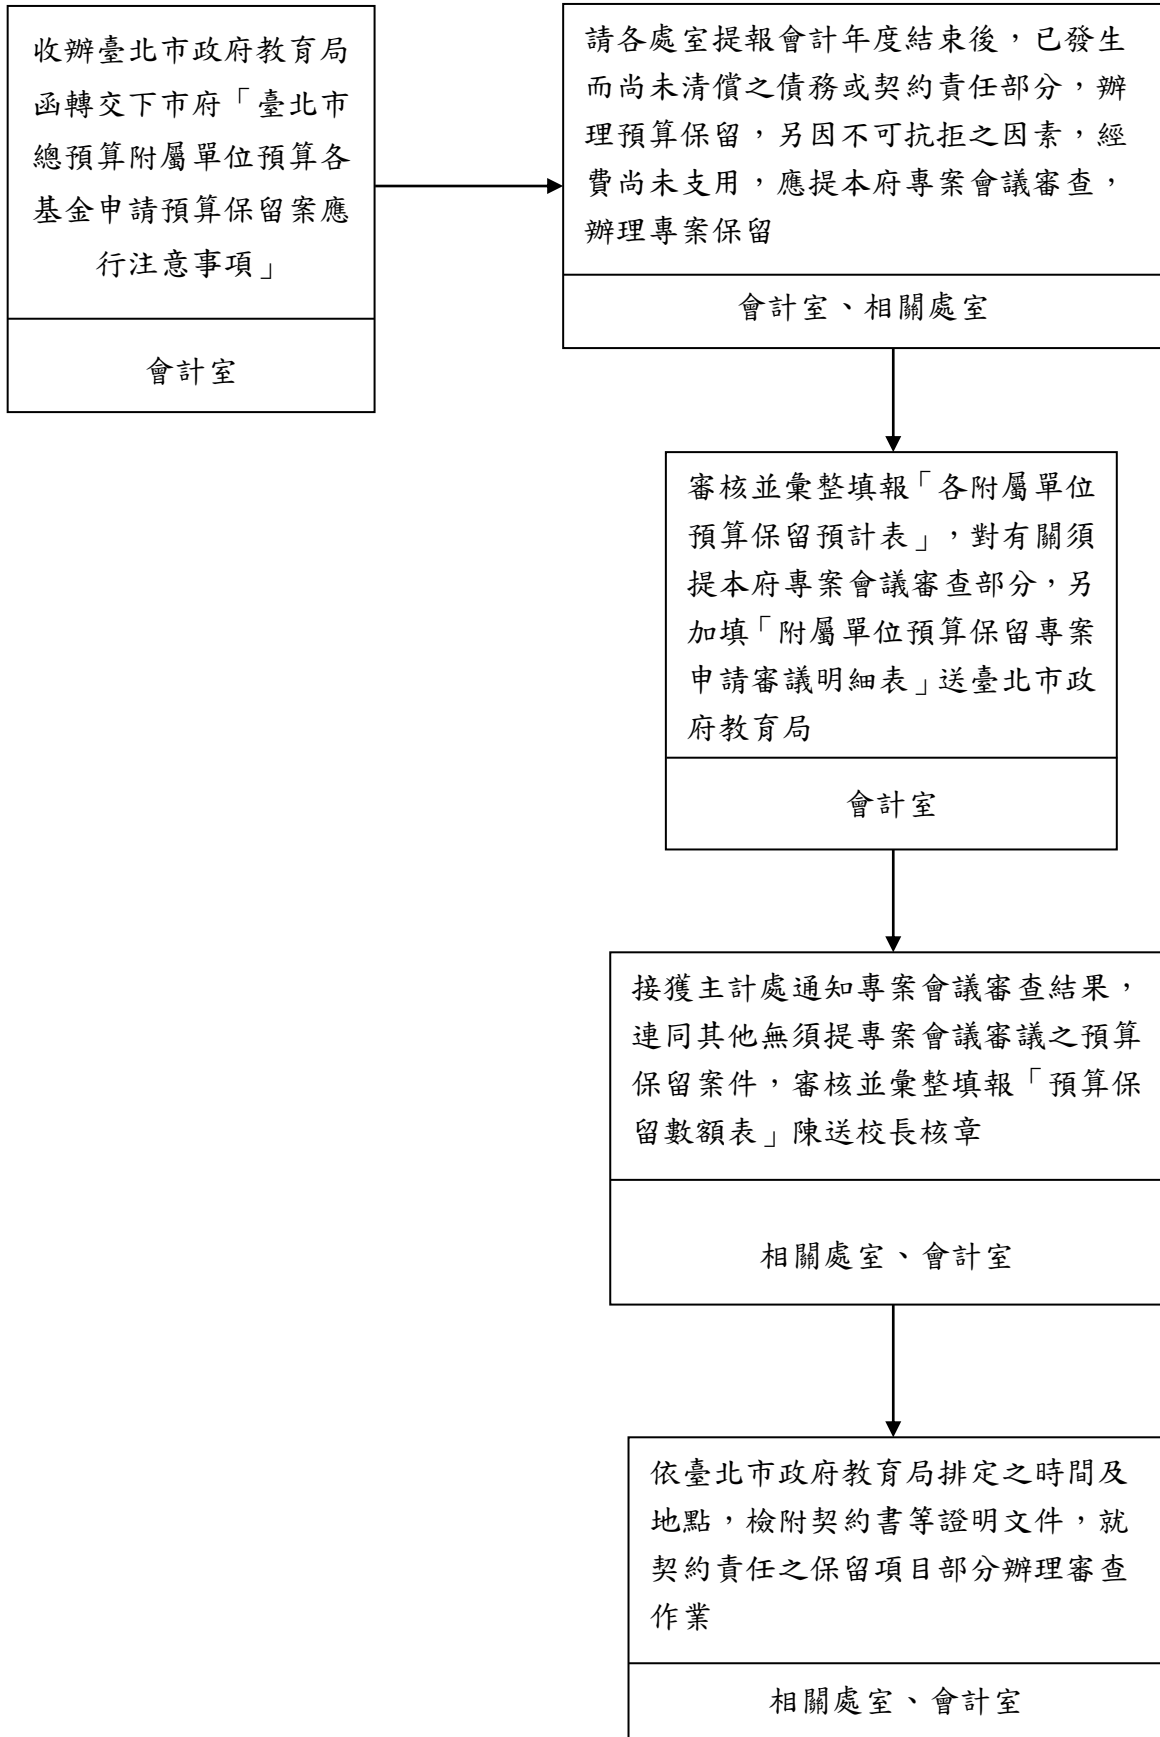 收辦臺北市政府教育局
函轉交下市府「臺北市
總預算附屬單位預算各
基金申請預算保留案應
行注意事項」
會計室
請各處室提報會計年度結束後，已發生
而尚未清償之債務或契約責任部分，辦
理預算保留，另因不可抗拒之因素，經
費尚未支用，應提本府專案會議審查，
辦理專案保留
會計室、相關處室
審核並彙整填報「各附屬單位
預算保留預計表」，對有關須
提本府專案會議審查部分，另
加填「附屬單位預算保留專案
申請審議明細表」送臺北市政
府教育局
會計室
接獲主計處通知專案會議審查結果，
連同其他無須提專案會議審議之預算
保留案件，審核並彙整填報「預算保
留數額表」陳送校長核章
相關處室、會計室
依臺北市政府教育局排定之時間及
地點，檢附契約書等證明文件，就
契約責任之保留項目部分辦理審查
作業
相關處室、會計室